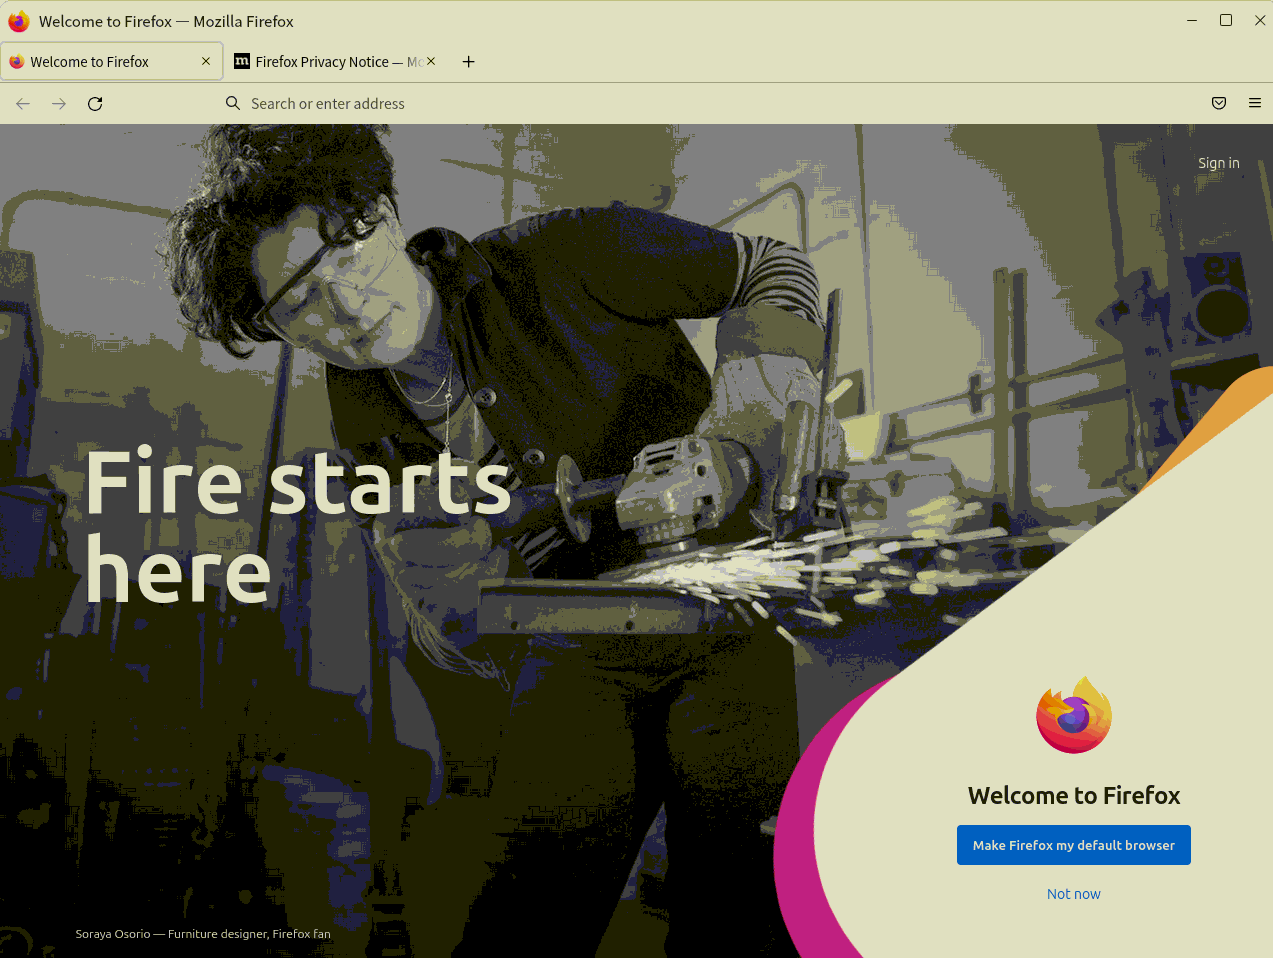 Welcome to Firefox — Mozilla Firefox
Welcome to Firefox
Firefox Privacy Notice — Mo
Search or enter address
Sign in
Fire starts
here
Welcome to Firefox
Make Firefox my default browser
Not now
Soraya Osorio — Furniture designer, Firefox fan